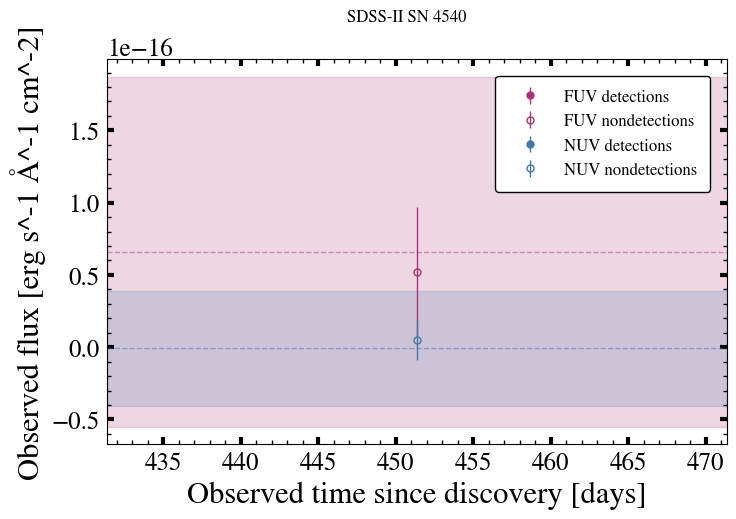 SDSS-II SN 4540
1e−16
Observed flux [erg s^-1 Å^-1 cm^-2]
1.5
1.0
0.5
0.0
−0.5
FUV detections
FUV nondetections
NUV detections
NUV nondetections
435 440 445 450 455 460 465 470
Observed time since discovery [days]